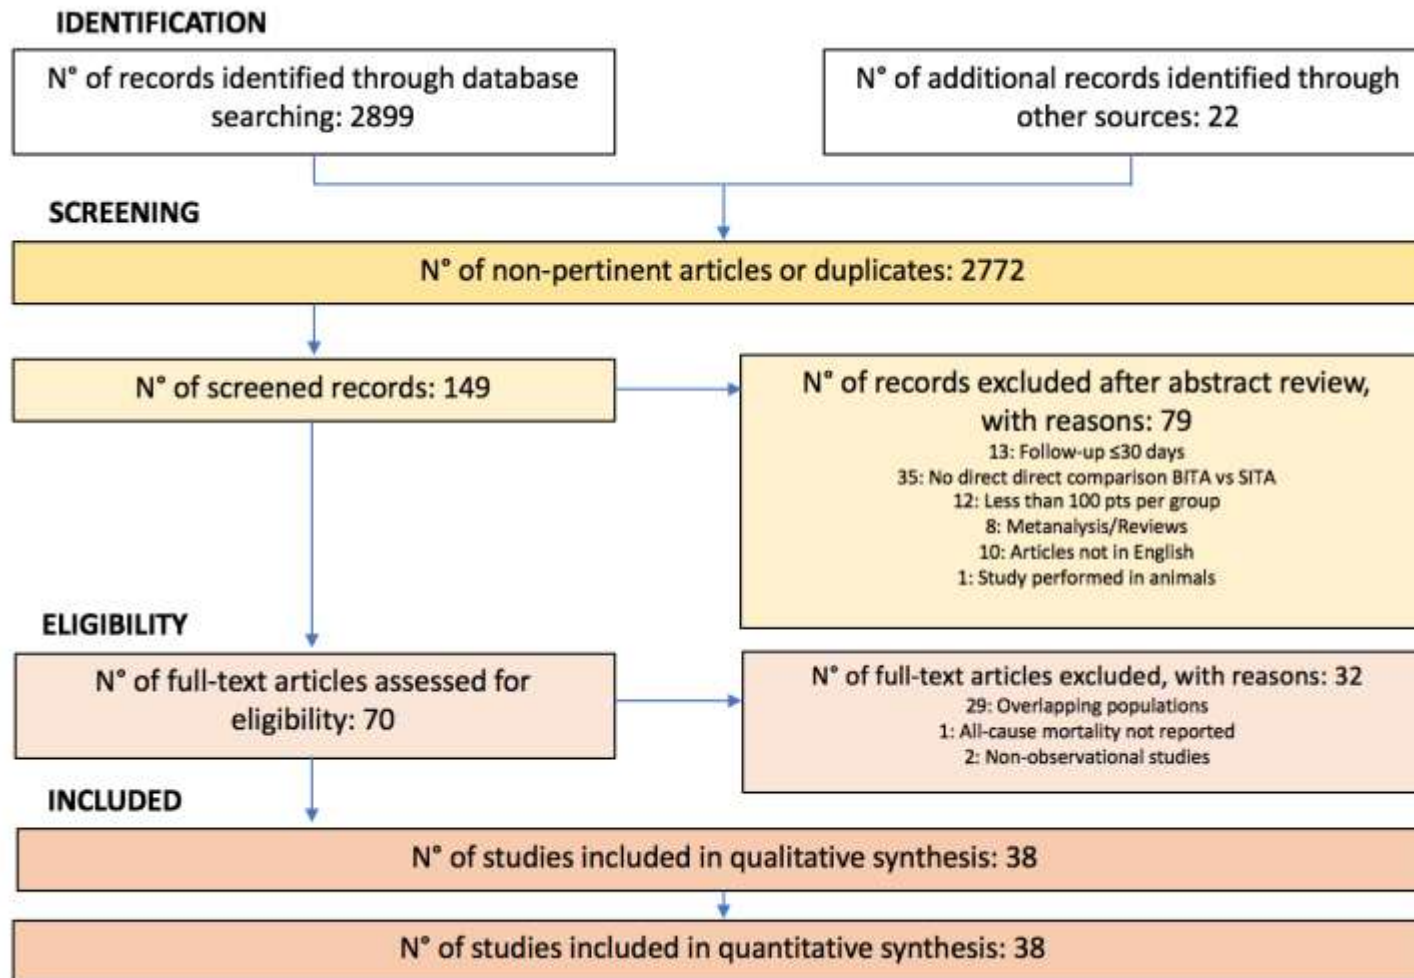 IDENTIFICATION
N° of records identified through database
searching: 2899
N° of additional records identified through
other sources: 22
SCREENING
N° of non-pertinent articles or duplicates: 2772
N° of screened records: 149
N° of records excluded after abstract review,
with reasons: 79
13: Follow-up ≤30 days
35: No direct direct comparison BITA vs SITA
12: Less than 100 pts per group
8: Metanalysis/Reviews
10: Articles not in English
1: Study performed in animals
ELIGIBILITY
N° of full-text articles assessed for
eligibility: 70
N° of full-text articles excluded, with reasons: 32
29: Overlapping populations
1: All-cause mortality not reported
2: Non-observational studies
INCLUDED
N° of studies included in qualitative synthesis: 38
N° of studies included in quantitative synthesis: 38